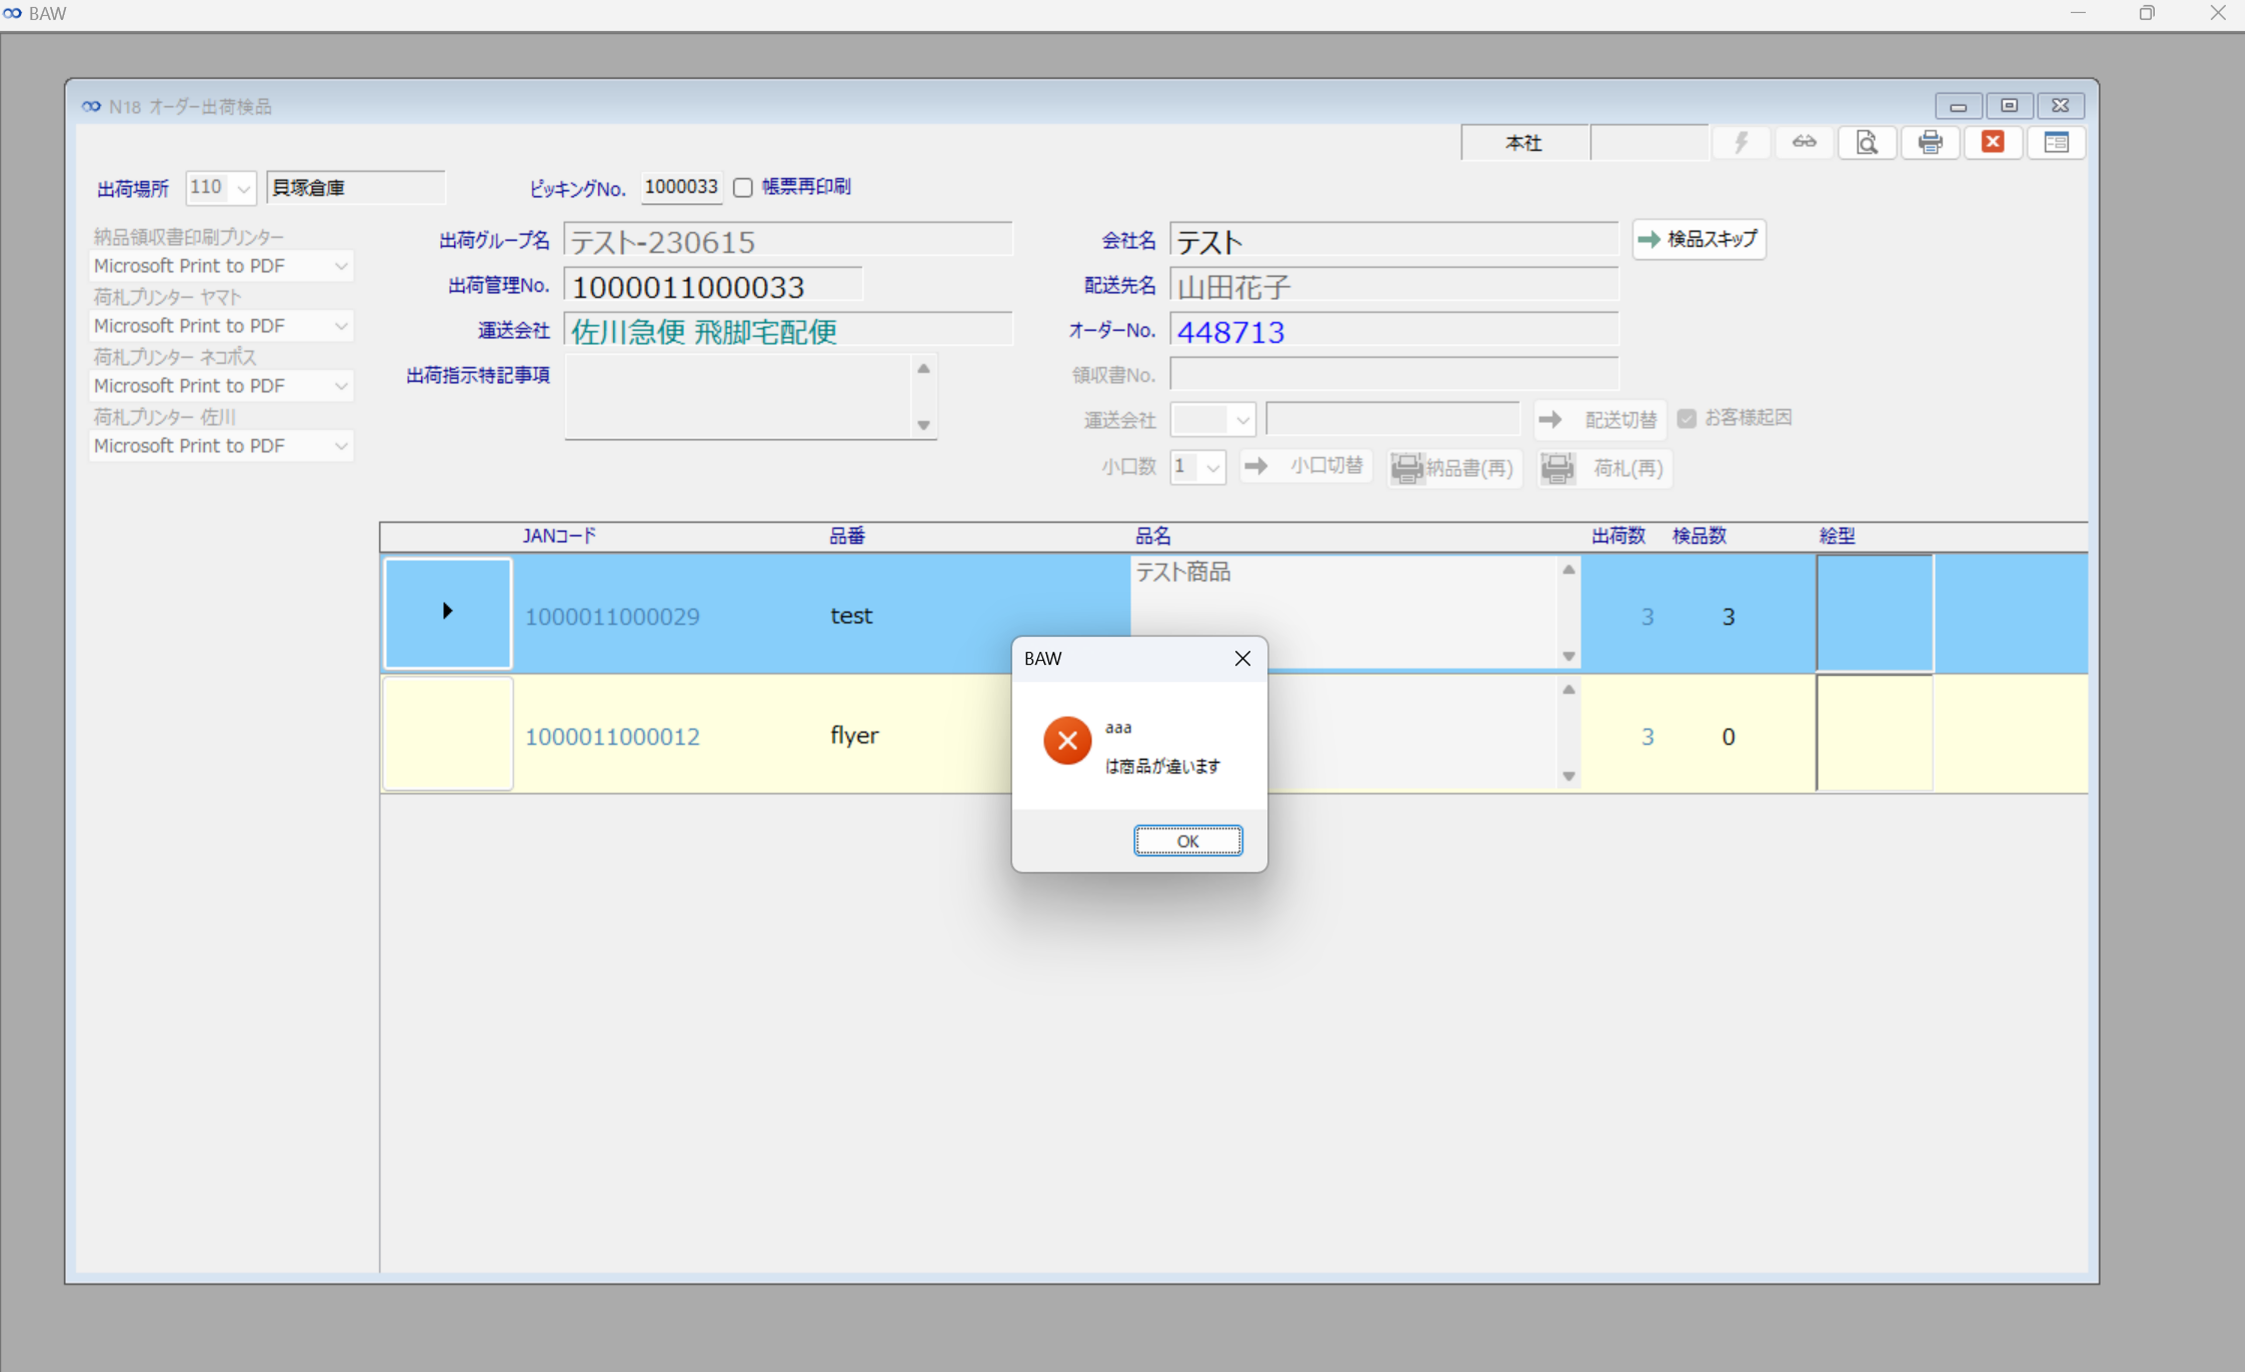 BAW
N18 オーダー出荷検品
本社
出荷場所 110 貝塚倉庫 ピッキングNo. 1000033 帳票再印刷
納品領収書印刷プリンター
Microsoft Print to PDF
荷札プリンター ヤマト
Microsoft Print to PDF
荷札プリンター ネコポス
Microsoft Print to PDF
荷札プリンター 佐川
Microsoft Print to PDF
出荷グループ名 テスト-230615
出荷管理No. 1000011000033
運送会社 佐川急便 飛脚宅配便
出荷指示特記事項
会社名 テスト 検品スキップ
配送先名 山田花子
オーダーNo. 448713
領収書No.
運送会社 配送切替 お客様起因
小口数 1 小口切替 納品書(再) 荷札(再)
JANコード 品番 品名 出荷数 検品数 絵型
1000011000029 test テスト商品 3 3
1000011000012 flyer 3 0
BAW
aaa
は商品が違います
OK